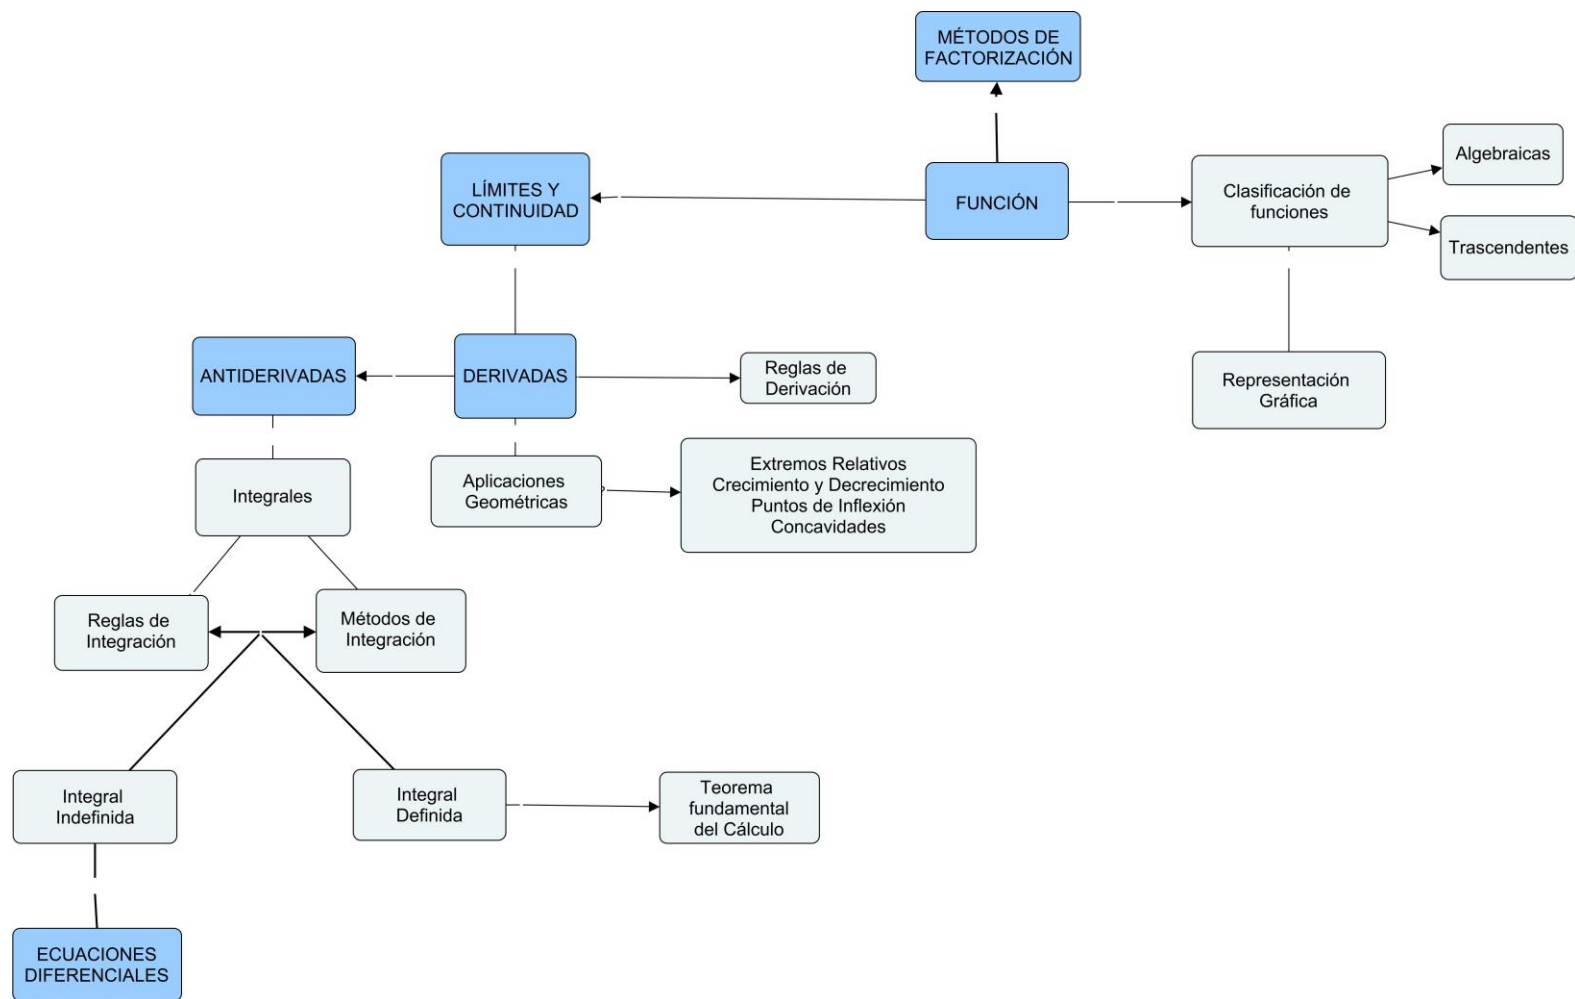 MÉTODOS DE
FACTORIZACIÓN
LÍMITES Y
CONTINUIDAD
FUNCIÓN
Clasificación de
funciones
Algebraicas
Trascendentes
ANTIDERIVADAS
DERIVADAS
Reglas de
Derivación
Representación
Gráfica
Integrales
Aplicaciones
Geométricas
Extremos Relativos
Crecimiento y Decrecimiento
Puntos de Inflexión
Concavidades
Reglas de
Integración
Métodos de
Integración
Integral
Indefinida
Integral
Definida
Teorema
fundamental
del Cálculo
ECUACIONES
DIFERENCIALES